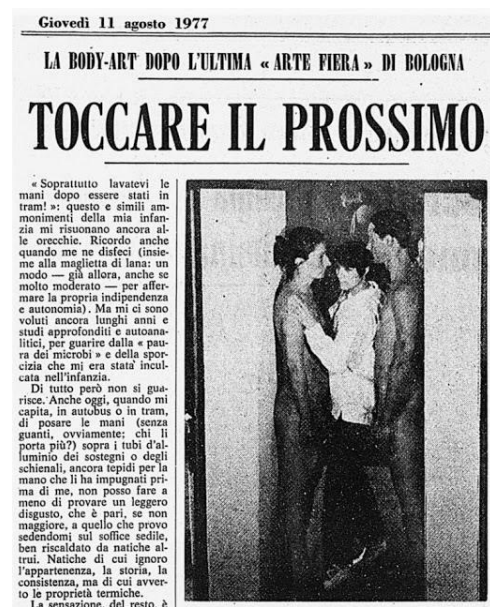 Giovedì 11 agosto 1977
LA BODY-ART DOPO L'ULTIMA « ARTE FIERA » DI BOLOGNA
TOCCARE IL PROSSIMO
« Soprattutto lavatevi le
mani dopo essere stati in
tram! »: questo e simili am-
monimenti della mia infan-
zia mi risuonano ancora al-
le orecchie. Ricordo anche
quando me ne disfeci (insie-
me alla maglietta di lana: un
modo — già allora, anche se
molto moderato — per affer-
mare la propria indipendenza
e autonomia). Ma mi ci sono
voluti ancora lunghi anni e
studi approfonditi e autoana-
litici, per guarire dalla « pau-
ra dei microbi » e della spor-
cizia che mi era stata incul-
cata nell'infanzia.
Di tutto però non si gua-
risce. Anche oggi, quando mi
capita, in autobus o in tram,
di posare le mani (senza
guanti, ovviamente: chi li
porta più?) sopra i tubi d'al-
luminio dei sostegni o degli
schienali, ancora tepidi per la
mano che li ha impugnati pri-
ma di me, non posso fare a
meno di provare un leggero
disgusto, che è pari, se non
maggiore, a quello che provo
sedendomi sul soffice sedile,
ben riscaldato da natiche al-
trui. Natiche di cui ignoro
l'appartenenza, la storia, la
consistenza, ma di cui avver-
to le proprietà termiche.
La sensazione, del resto, è